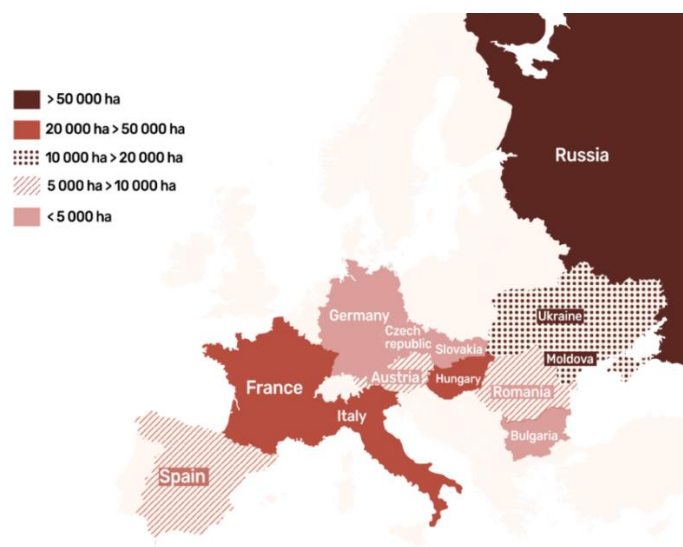 > 50 000 ha
20 000 ha > 50 000 ha
10 000 ha > 20 000 ha
5 000 ha > 10 000 ha
< 5 000 ha
Russia
Ukraine
Moldova
Germany
Czech
republic
Slovakia
Austria
Hungary
Romania
France
Italy
Bulgaria
Spain